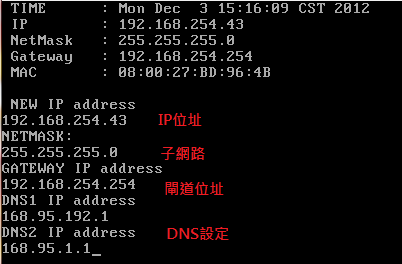 TIME : Mon Dec 3 15:16:09 CST 2012
IP : 192.168.254.43
NetMask : 255.255.255.0
Gateway : 192.168.254.254
MAC : 08:00:27:BD:96:4B
NEW IP address
192.168.254.43 IP位址
NETMASK:
255.255.255.0 子網路
GATEWAY IP address
192.168.254.254 閘道位址
DNS1 IP address
168.95.192.1
DNS2 IP address DNS設定
168.95.1.1_